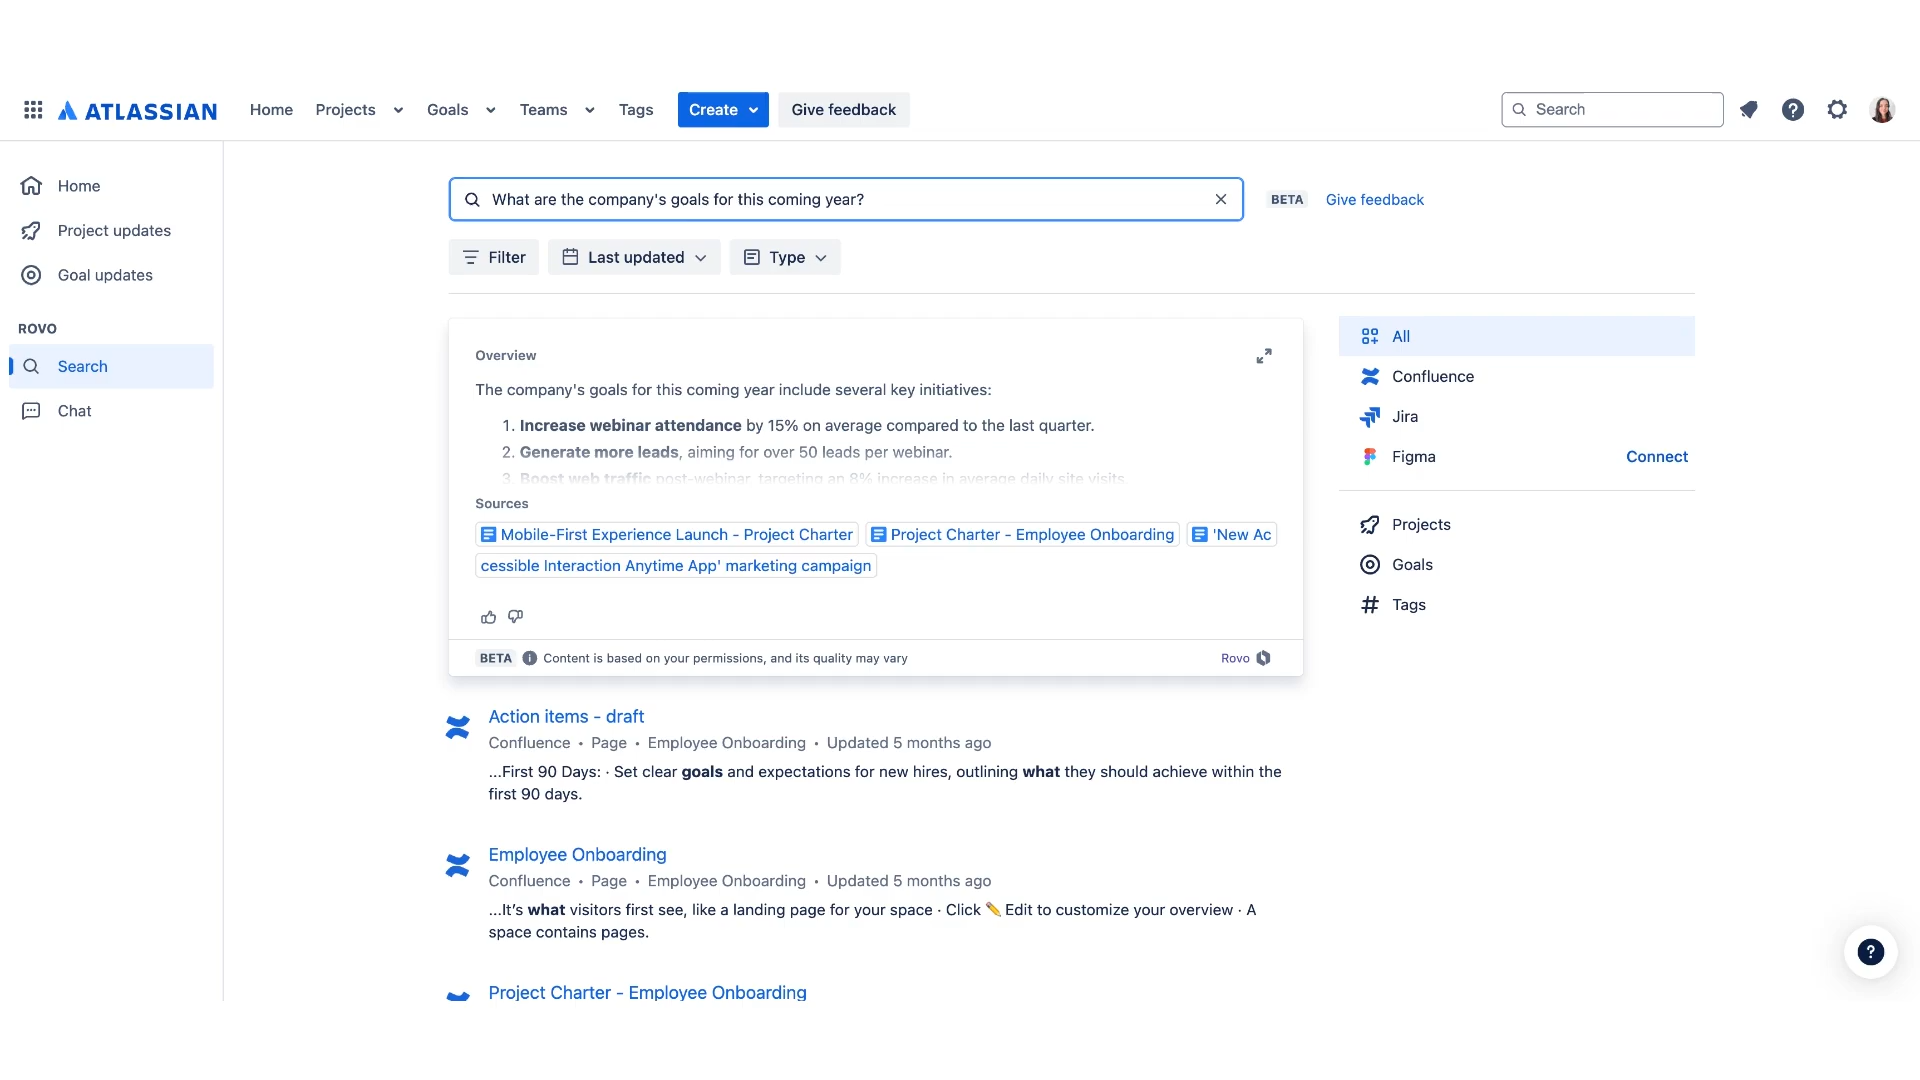 ATLASSIAN
Home
Projects
Goals
Teams
Tags
Create
Give feedback
Search
Home
Project updates
Goal updates
ROVO
Search
Chat
What are the company's goals for this coming year?
BETA
Give feedback
Filter
Last updated
Type
Overview
The company's goals for this coming year include several key initiatives:
1. Increase webinar attendance by 15% on average compared to the last quarter.
2. Generate more leads, aiming for over 50 leads per webinar.
3. Boost web traffic post-webinar, targeting an 8% increase in average daily site visits.
Sources
Mobile-First Experience Launch - Project Charter
Project Charter - Employee Onboarding
'New Ac
cessible Interaction Anytime App' marketing campaign
BETA
Content is based on your permissions, and its quality may vary
Rovo
Action items - draft
Confluence • Page • Employee Onboarding • Updated 5 months ago
...First 90 Days: · Set clear goals and expectations for new hires, outlining what they should achieve within the
first 90 days.
Employee Onboarding
Confluence • Page • Employee Onboarding • Updated 5 months ago
...It's what visitors first see, like a landing page for your space · Click ✏️ Edit to customize your overview · A
space contains pages.
Project Charter - Employee Onboarding
All
Confluence
Jira
Figma
Connect
Projects
Goals
Tags